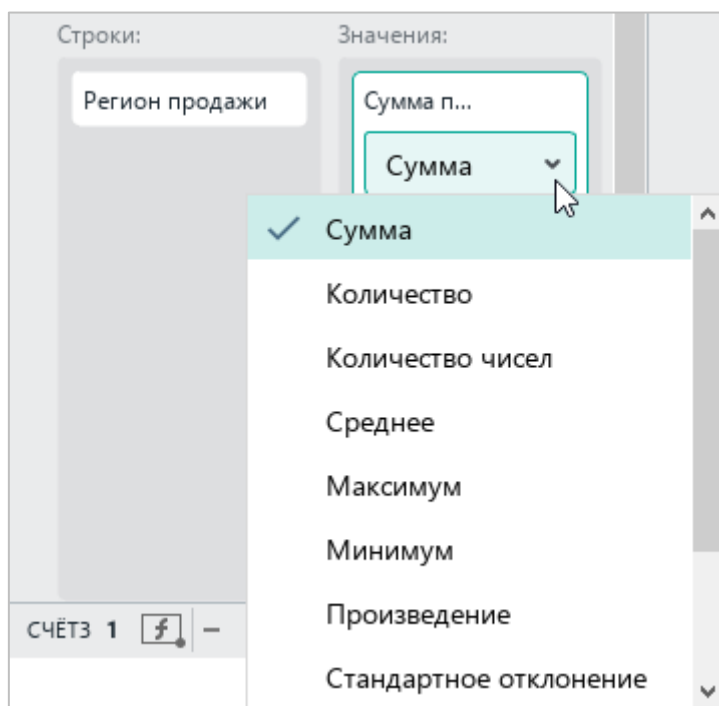 Строки:
Значения:
Регион продажи
Сумма п...
Сумма
Сумма
Количество
Количество чисел
Среднее
Максимум
Минимум
Произведение
СЧЁТЗ 1
Стандартное отклонение